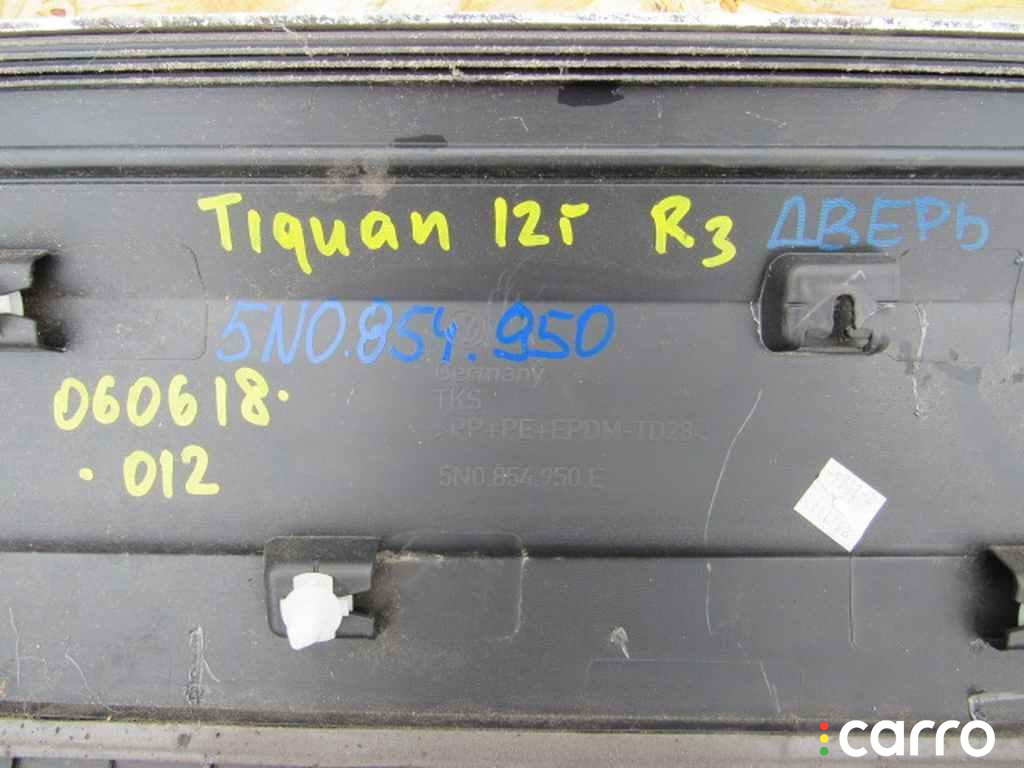 Tiquan 12г R3 ДВЕРЬ
5N0.854.950
Germany
TKS
060618.
PP+PE+EPDM-TD28
. 012
5N0.854.950 E
carro